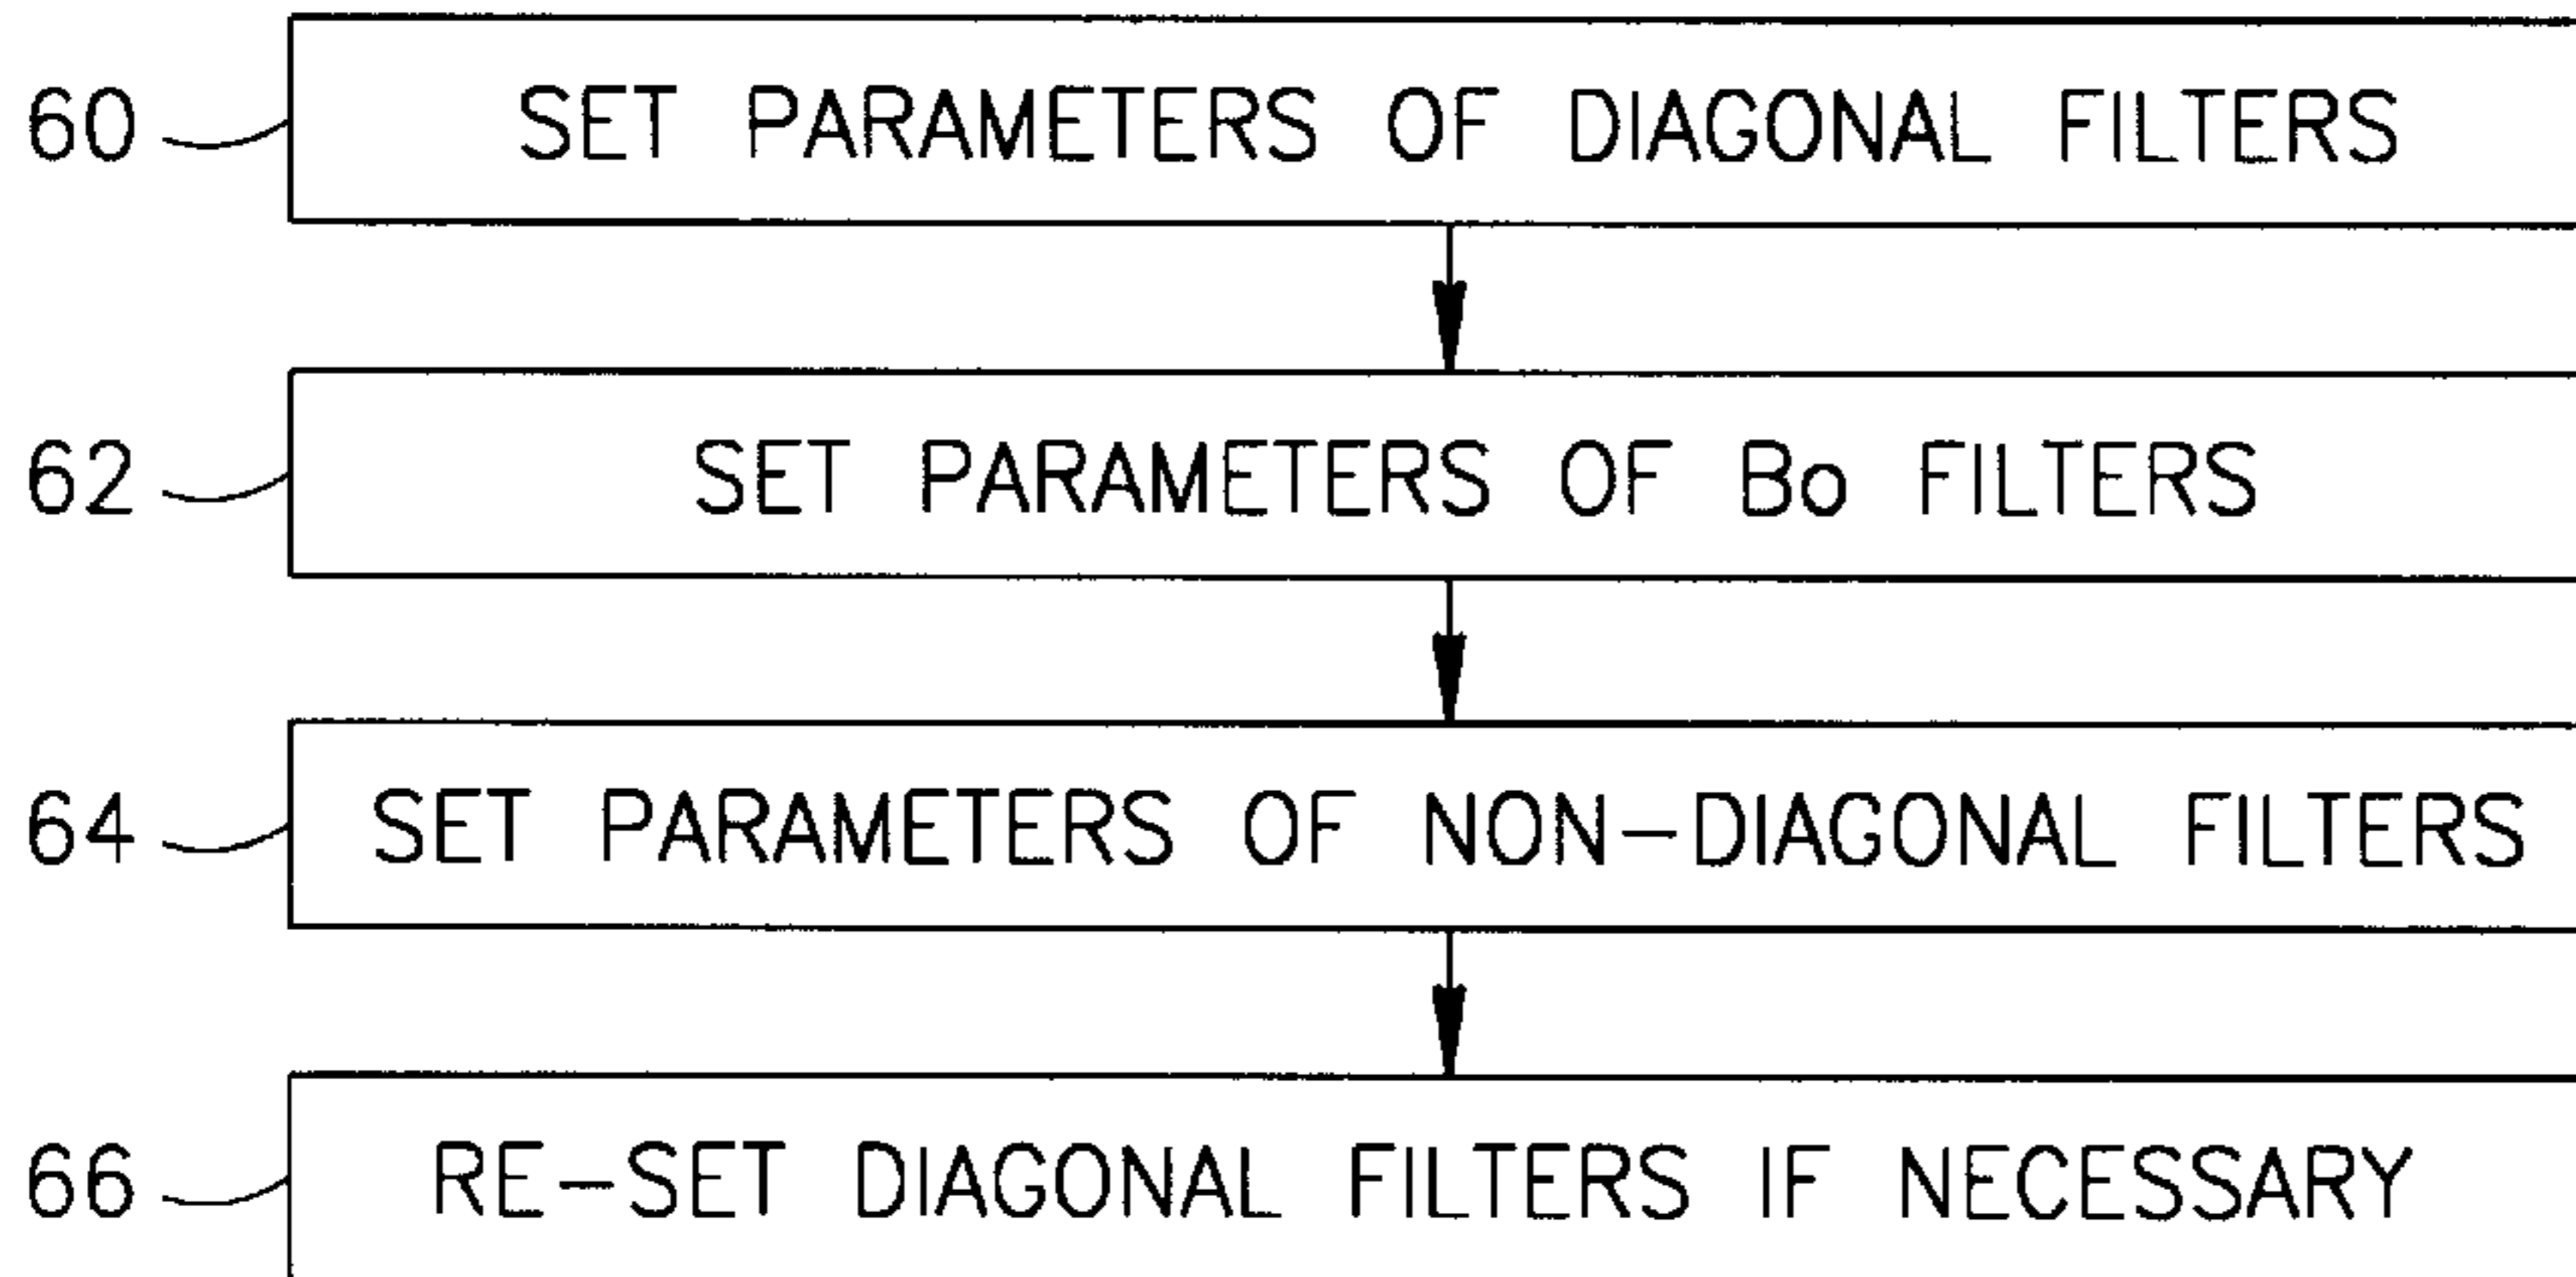 60 SET PARAMETERS OF DIAGONAL FILTERS
62 SET PARAMETERS OF Bo FILTERS
64 SET PARAMETERS OF NON-DIAGONAL FILTERS
66 RE-SET DIAGONAL FILTERS IF NECESSARY